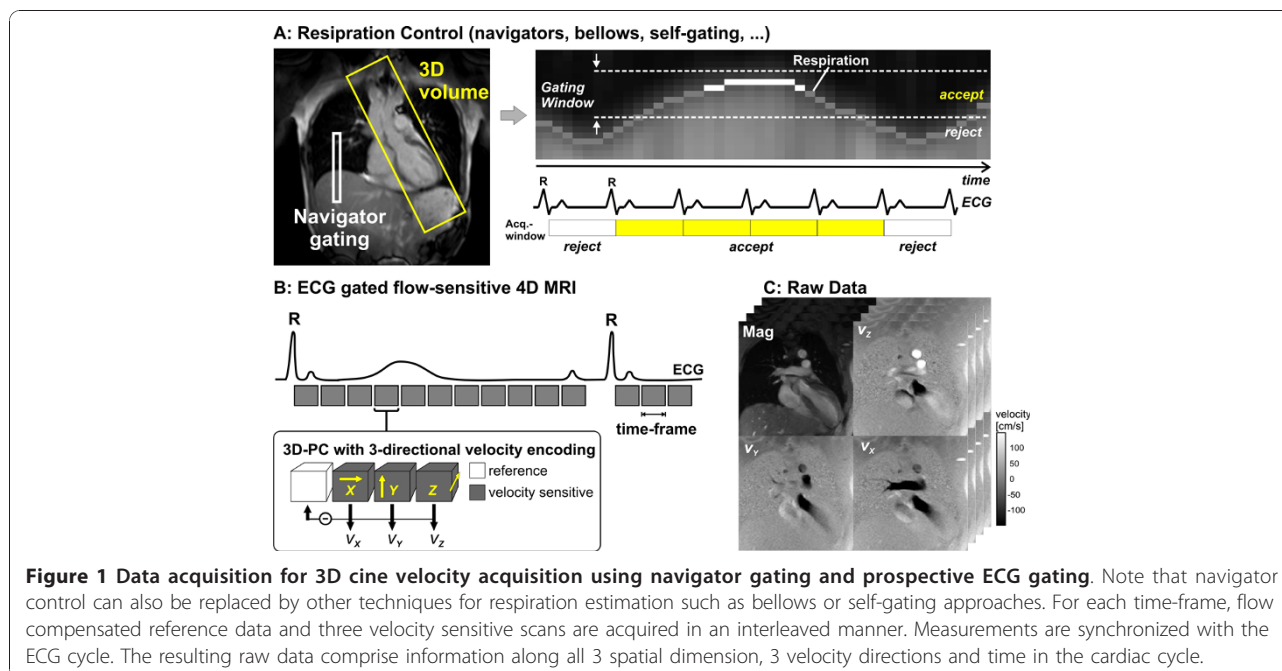 A: Resipration Control (navigators, bellows, self-gating, ...)
3D
volume
Navigator
gating
Respiration
Gating
Window
accept
reject
time
R
R
ECG
Acq.-
window
reject
accept
reject
B: ECG gated flow-sensitive 4D MRI
R
R
ECG
time-frame
3D-PC with 3-directional velocity encoding
X
Y
Z
reference
velocity sensitive
Vx
VY
VZ
C: Raw Data
Mag
VZ
VY
VX
velocity
[cm/s]
100
50
0
-50
-100
Figure 1 Data acquisition for 3D cine velocity acquisition using navigator gating and prospective ECG gating. Note that navigator
control can also be replaced by other techniques for respiration estimation such as bellows or self-gating approaches. For each time-frame, flow
compensated reference data and three velocity sensitive scans are acquired in an interleaved manner. Measurements are synchronized with the
ECG cycle. The resulting raw data comprise information along all 3 spatial dimension, 3 velocity directions and time in the cardiac cycle.